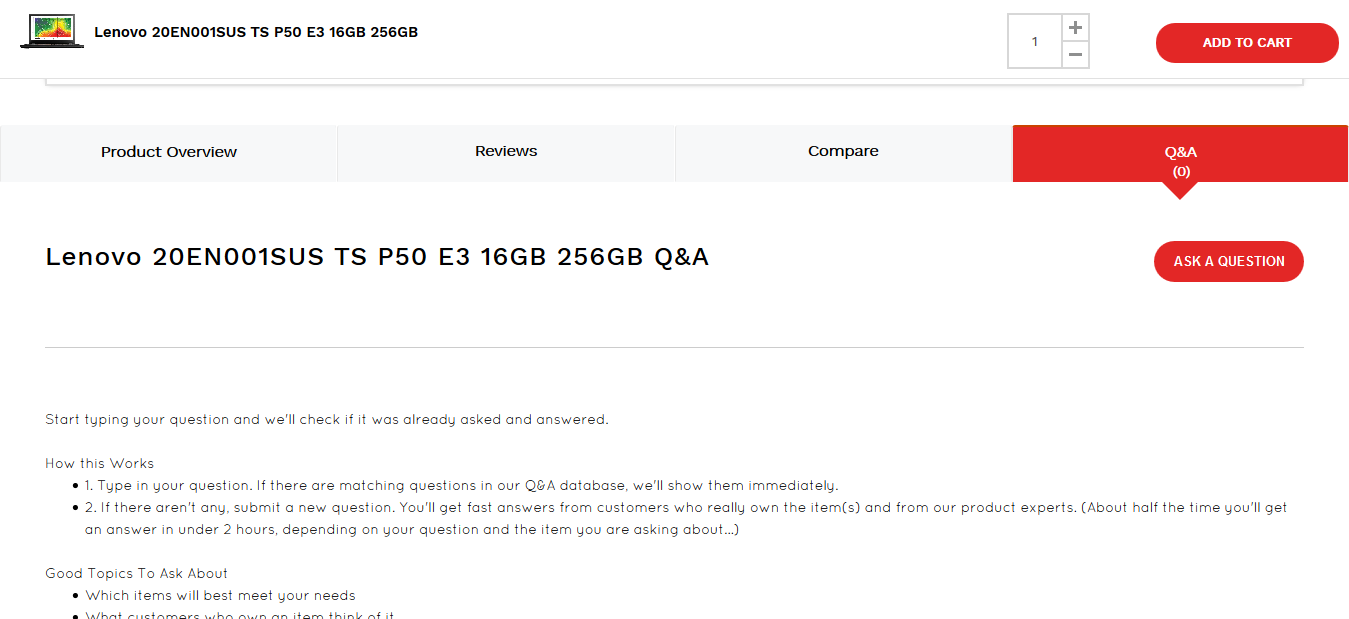 Lenovo 20EN001SUS TS P50 E3 16GB 256GB
1
ADD TO CART
Product Overview
Reviews
Compare
Q&A
(0)
Lenovo 20EN001SUS TS P50 E3 16GB 256GB Q&A
ASK A QUESTION
Start typing your question and we'll check if it was already asked and answered.
How this Works
• 1. Type in your question. If there are matching questions in our Q&A database, we'll show them immediately.
• 2. If there aren't any, submit a new question. You'll get fast answers from customers who really own the item(s) and from our product experts. (About half the time you'll get
an answer in under 2 hours, depending on your question and the item you are asking about...)
Good Topics To Ask About
• Which items will best meet your needs
• What customers who own an item think of it